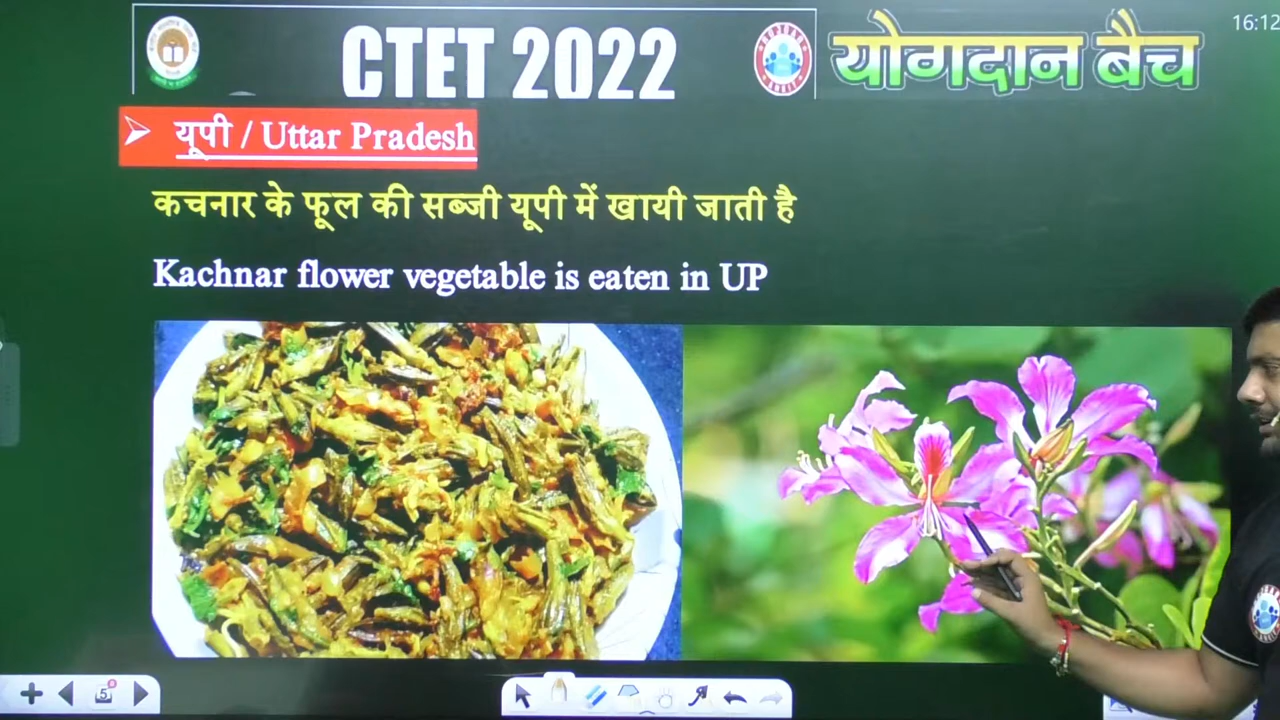 CTET 2022
योगदान बैच
16:12
➢ यूपी / Uttar Pradesh
कचनार के फूल की सब्जी यूपी में खायी जाती है
Kachnar flower vegetable is eaten in UP
5